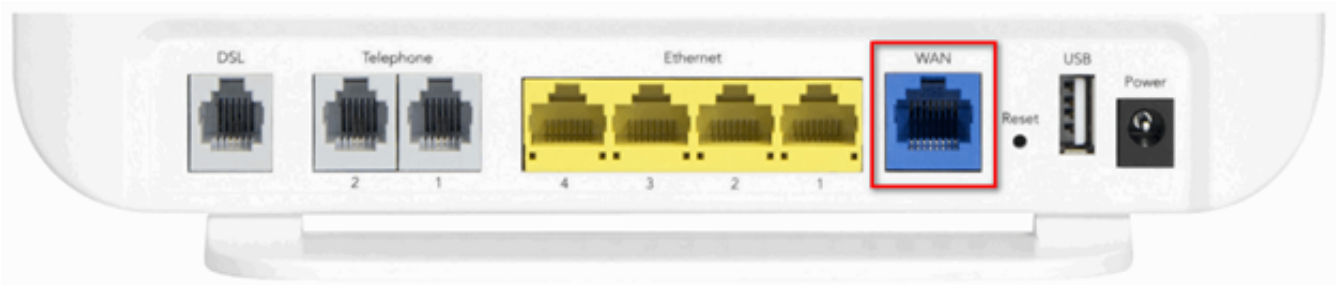 DSL
Telephone
Ethernet
WAN
USB
Power
Reset
2 1
4 3 2 1